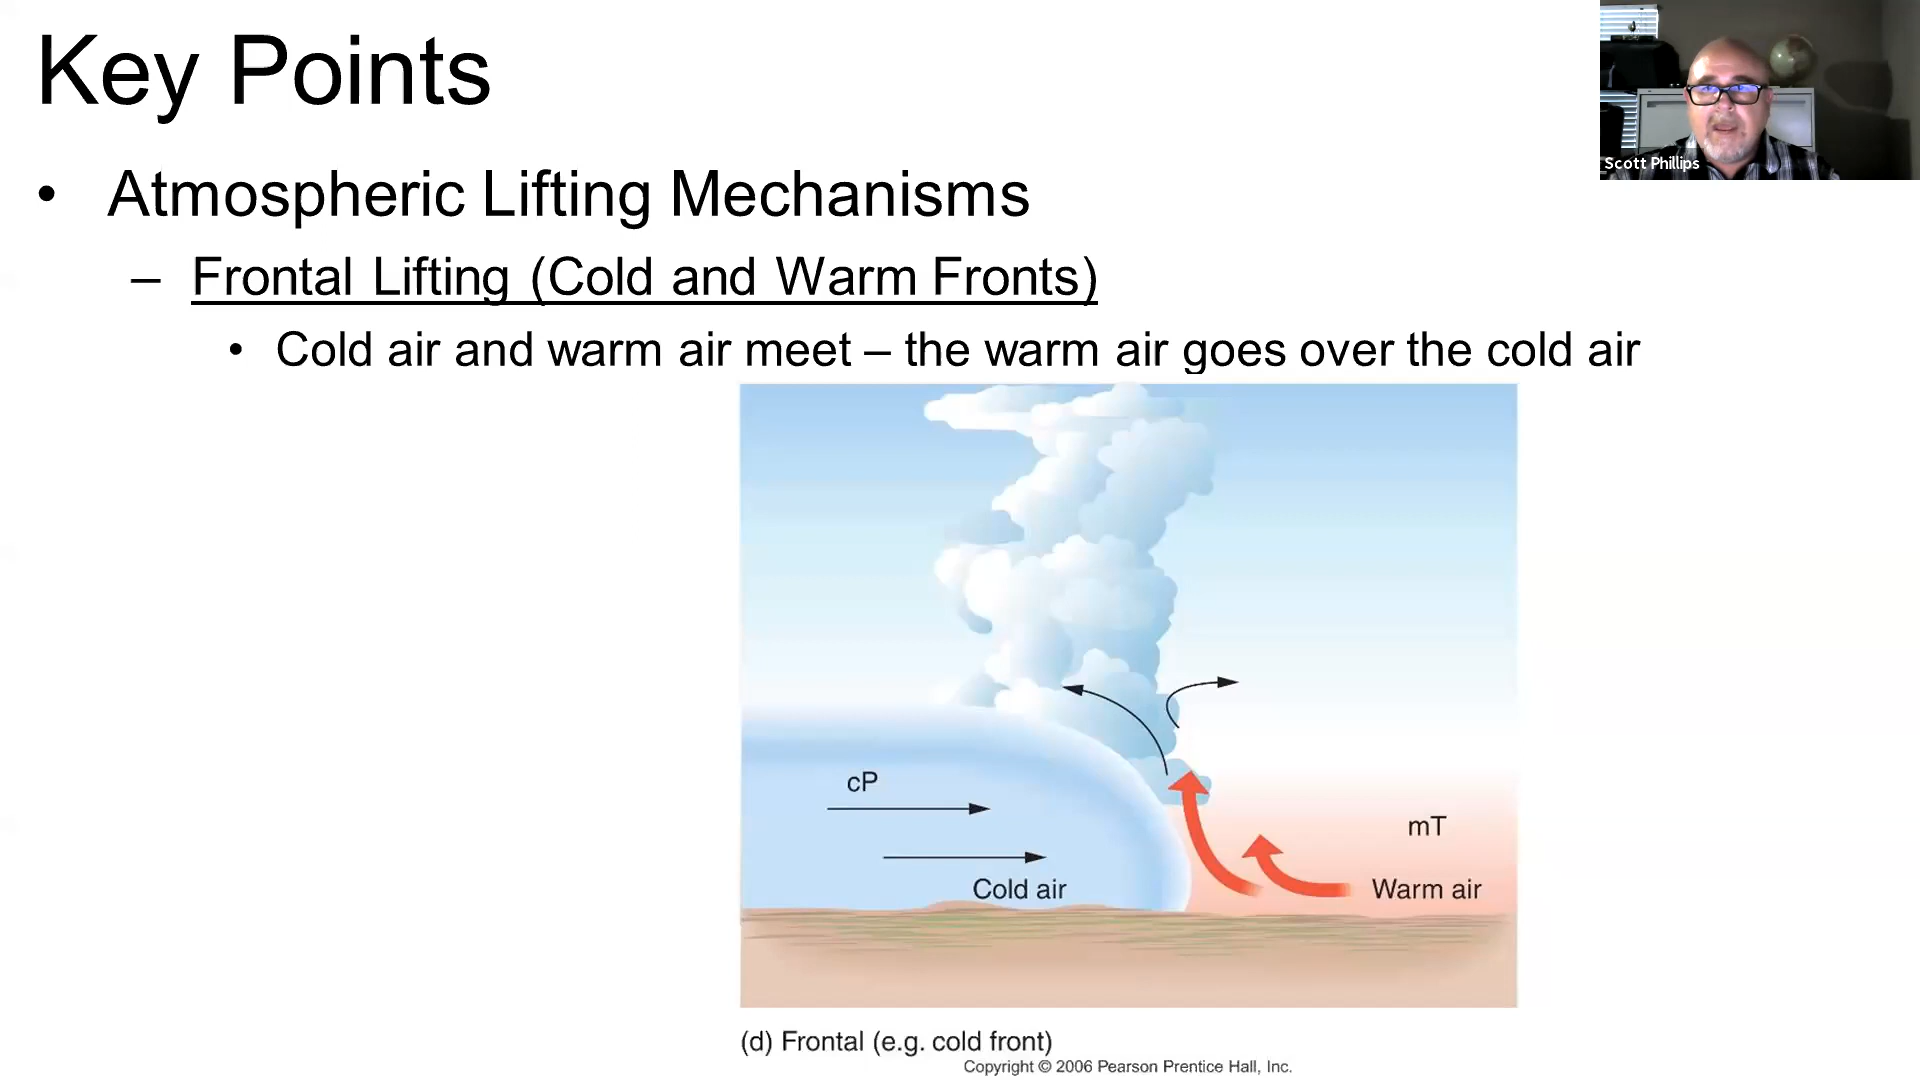 Key Points
Scott Phillips
• Atmospheric Lifting Mechanisms
– Frontal Lifting (Cold and Warm Fronts)
• Cold air and warm air meet – the warm air goes over the cold air
cP
mT
Cold air
Warm air
(d) Frontal (e.g. cold front)
Copyright © 2006 Pearson Prentice Hall, Inc.